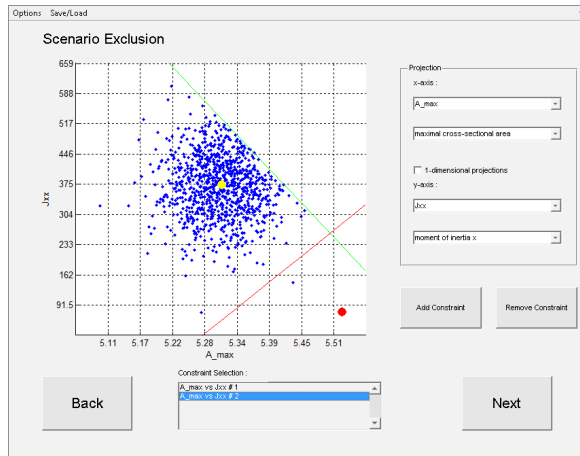 Options Save/Load
Scenario Exclusion
659
588
517
446
375
304
233
162
91.5
Jxx
5.11 5.17 5.22 5.28 5.34 5.39 5.45 5.51
A_max
Projection
x-axis :
A_max
maximal cross-sectional area
1-dimensional projections
y-axis :
Jxx
moment of inertia x
Add Constraint Remove Constraint
Constraint Selection :
A_max vs Jxx # 1
A_max vs Jxx # 2
Back Next